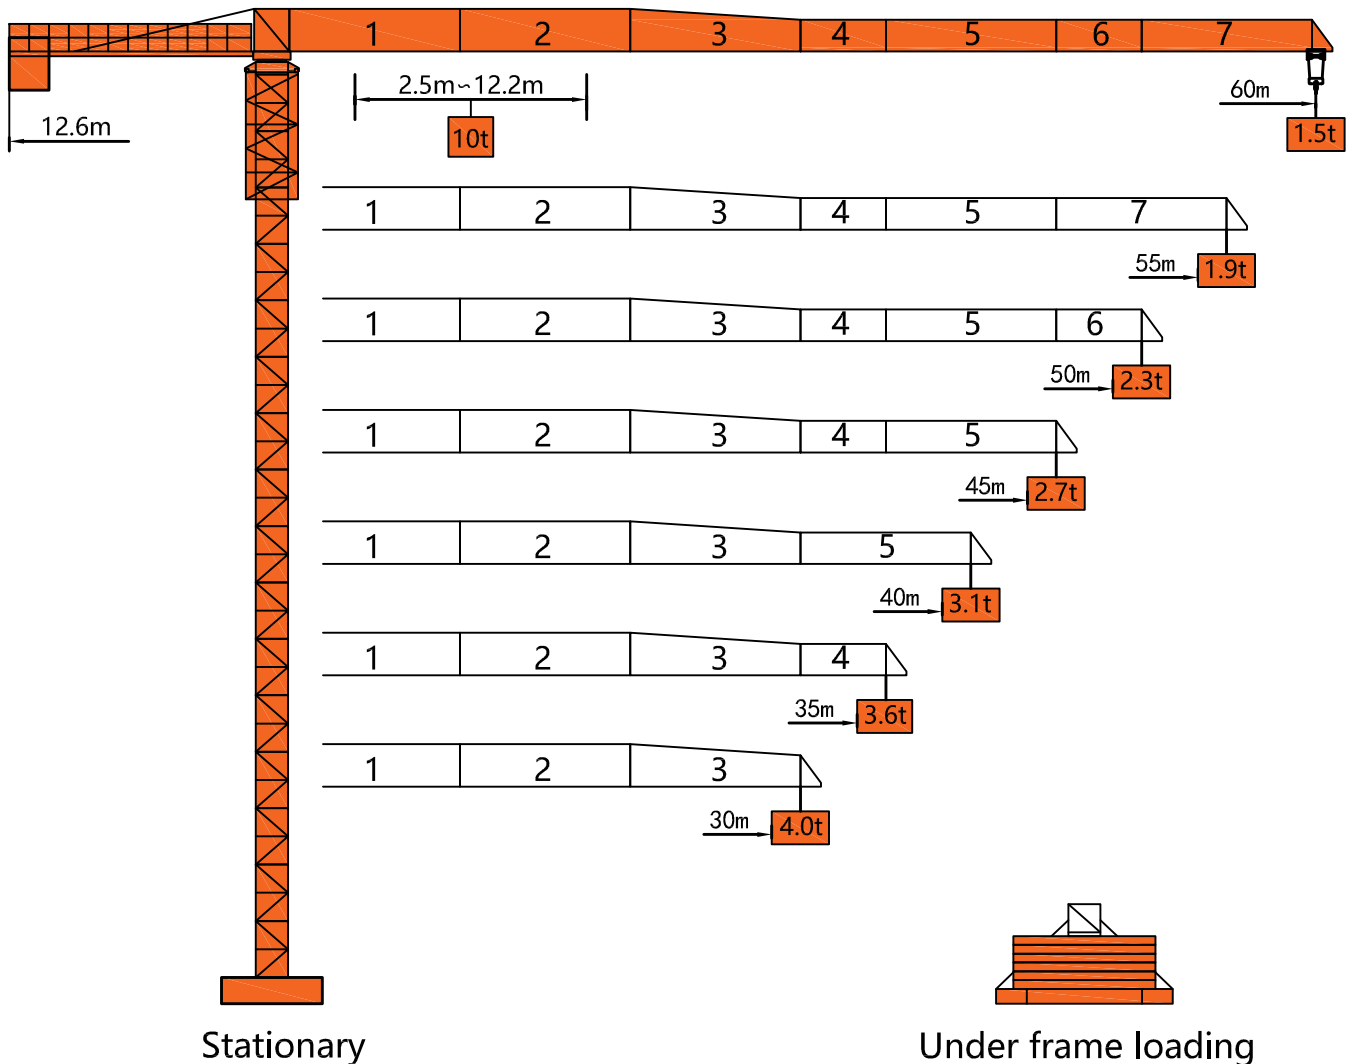 1 2 3 4 5 6 7
2.5m~12.2m
60m
12.6m
10t
1.5t
1 2 3 4 5 7
55m
1.9t
1 2 3 4 5 6
50m
2.3t
1 2 3 4 5
45m
2.7t
1 2 3 5
40m
3.1t
1 2 3 4
35m
3.6t
1 2 3
30m
4.0t
Stationary
Under frame loading